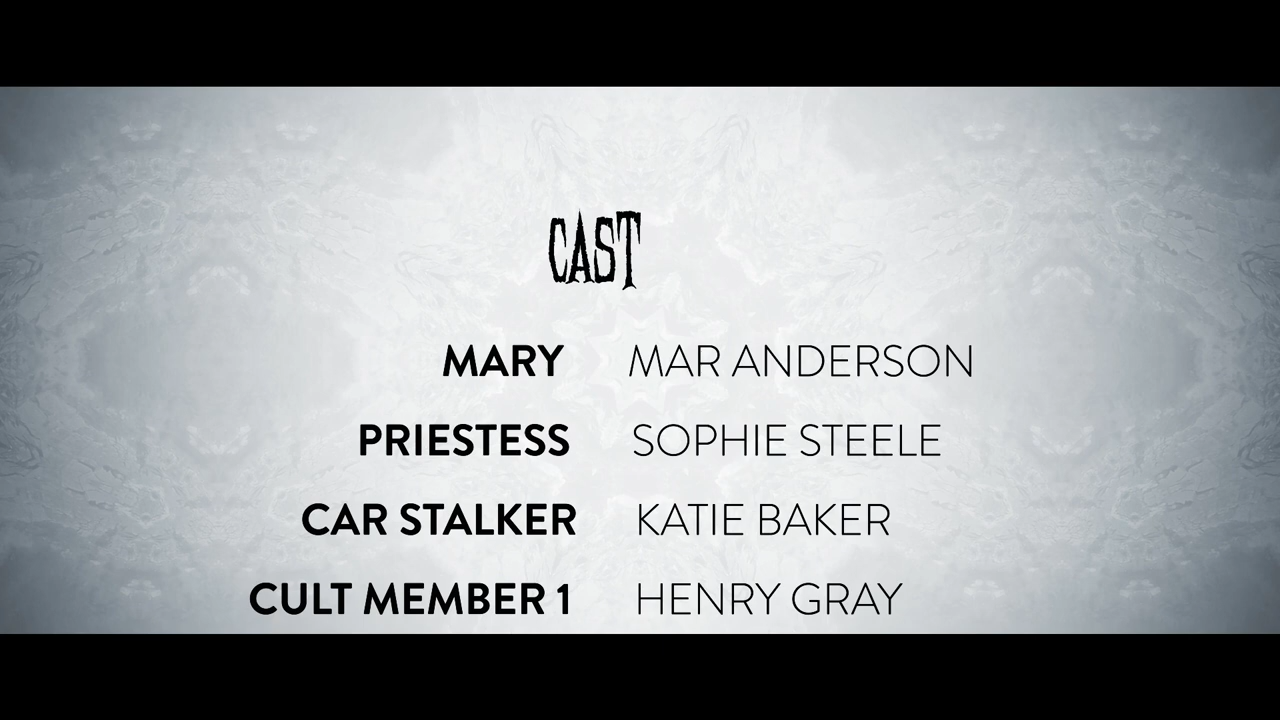 CAST
MARY MAR ANDERSON
PRIESTESS SOPHIE STEELE
CAR STALKER KATIE BAKER
CULT MEMBER 1 HENRY GRAY